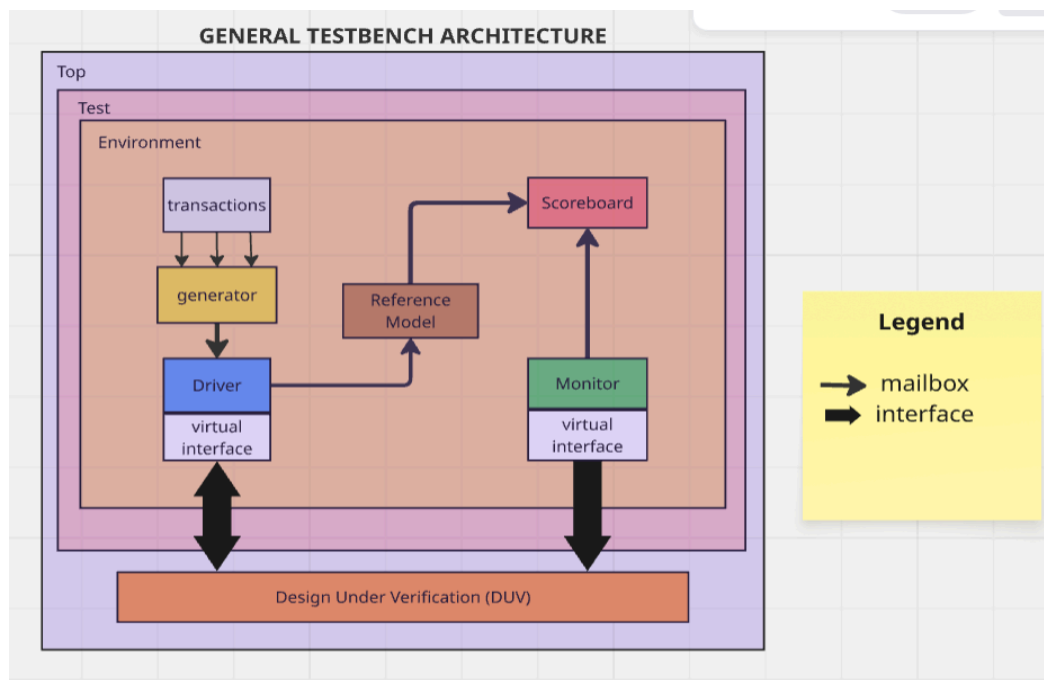 GENERAL TESTBENCH ARCHITECTURE
Top
Test
Environment
transactions
Scoreboard
generator
Reference
Model
Driver
Monitor
virtual
interface
virtual
interface
Design Under Verification (DUV)
Legend
mailbox
interface